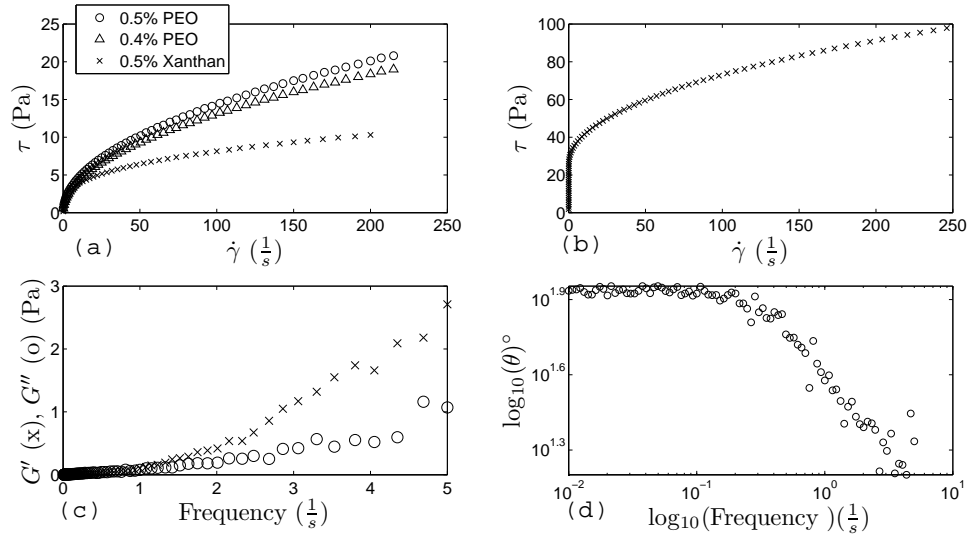 0.5% PEO
0.4% PEO
0.5% Xanthan
25
20
15
10
5
0
τ (Pa)
0 50 100 150 200 250
γ̇ (1/s)
(a)
100
80
60
40
20
0
τ (Pa)
0 50 100 150 200 250
γ̇ (1/s)
(b)
3
2
1
0
G′ (x), G″ (o) (Pa)
0 1 2 3 4 5
Frequency (1/s)
(c)
10^1.9
10^1.6
10^1.3
log₁₀(θ)°
10^−2 10^−1 10^0 10^1
log₁₀(Frequency )(1/s)
(d)